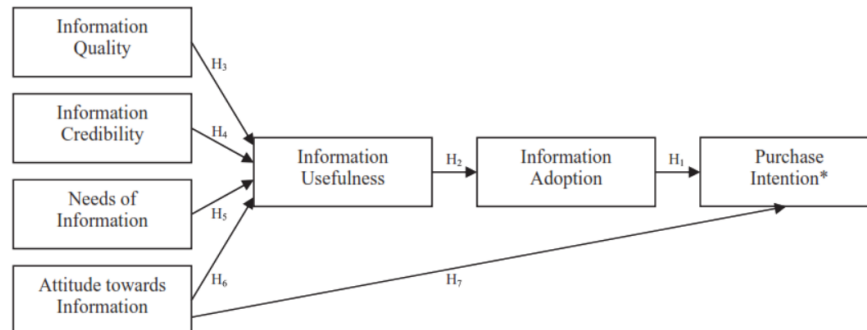 Information
Quality
H₃
Information
Credibility
H₄
Information
Usefulness
H₂
Information
Adoption
H₁
Purchase
Intention*
Needs of
Information
H₅
Attitude towards
Information
H₆
H₇